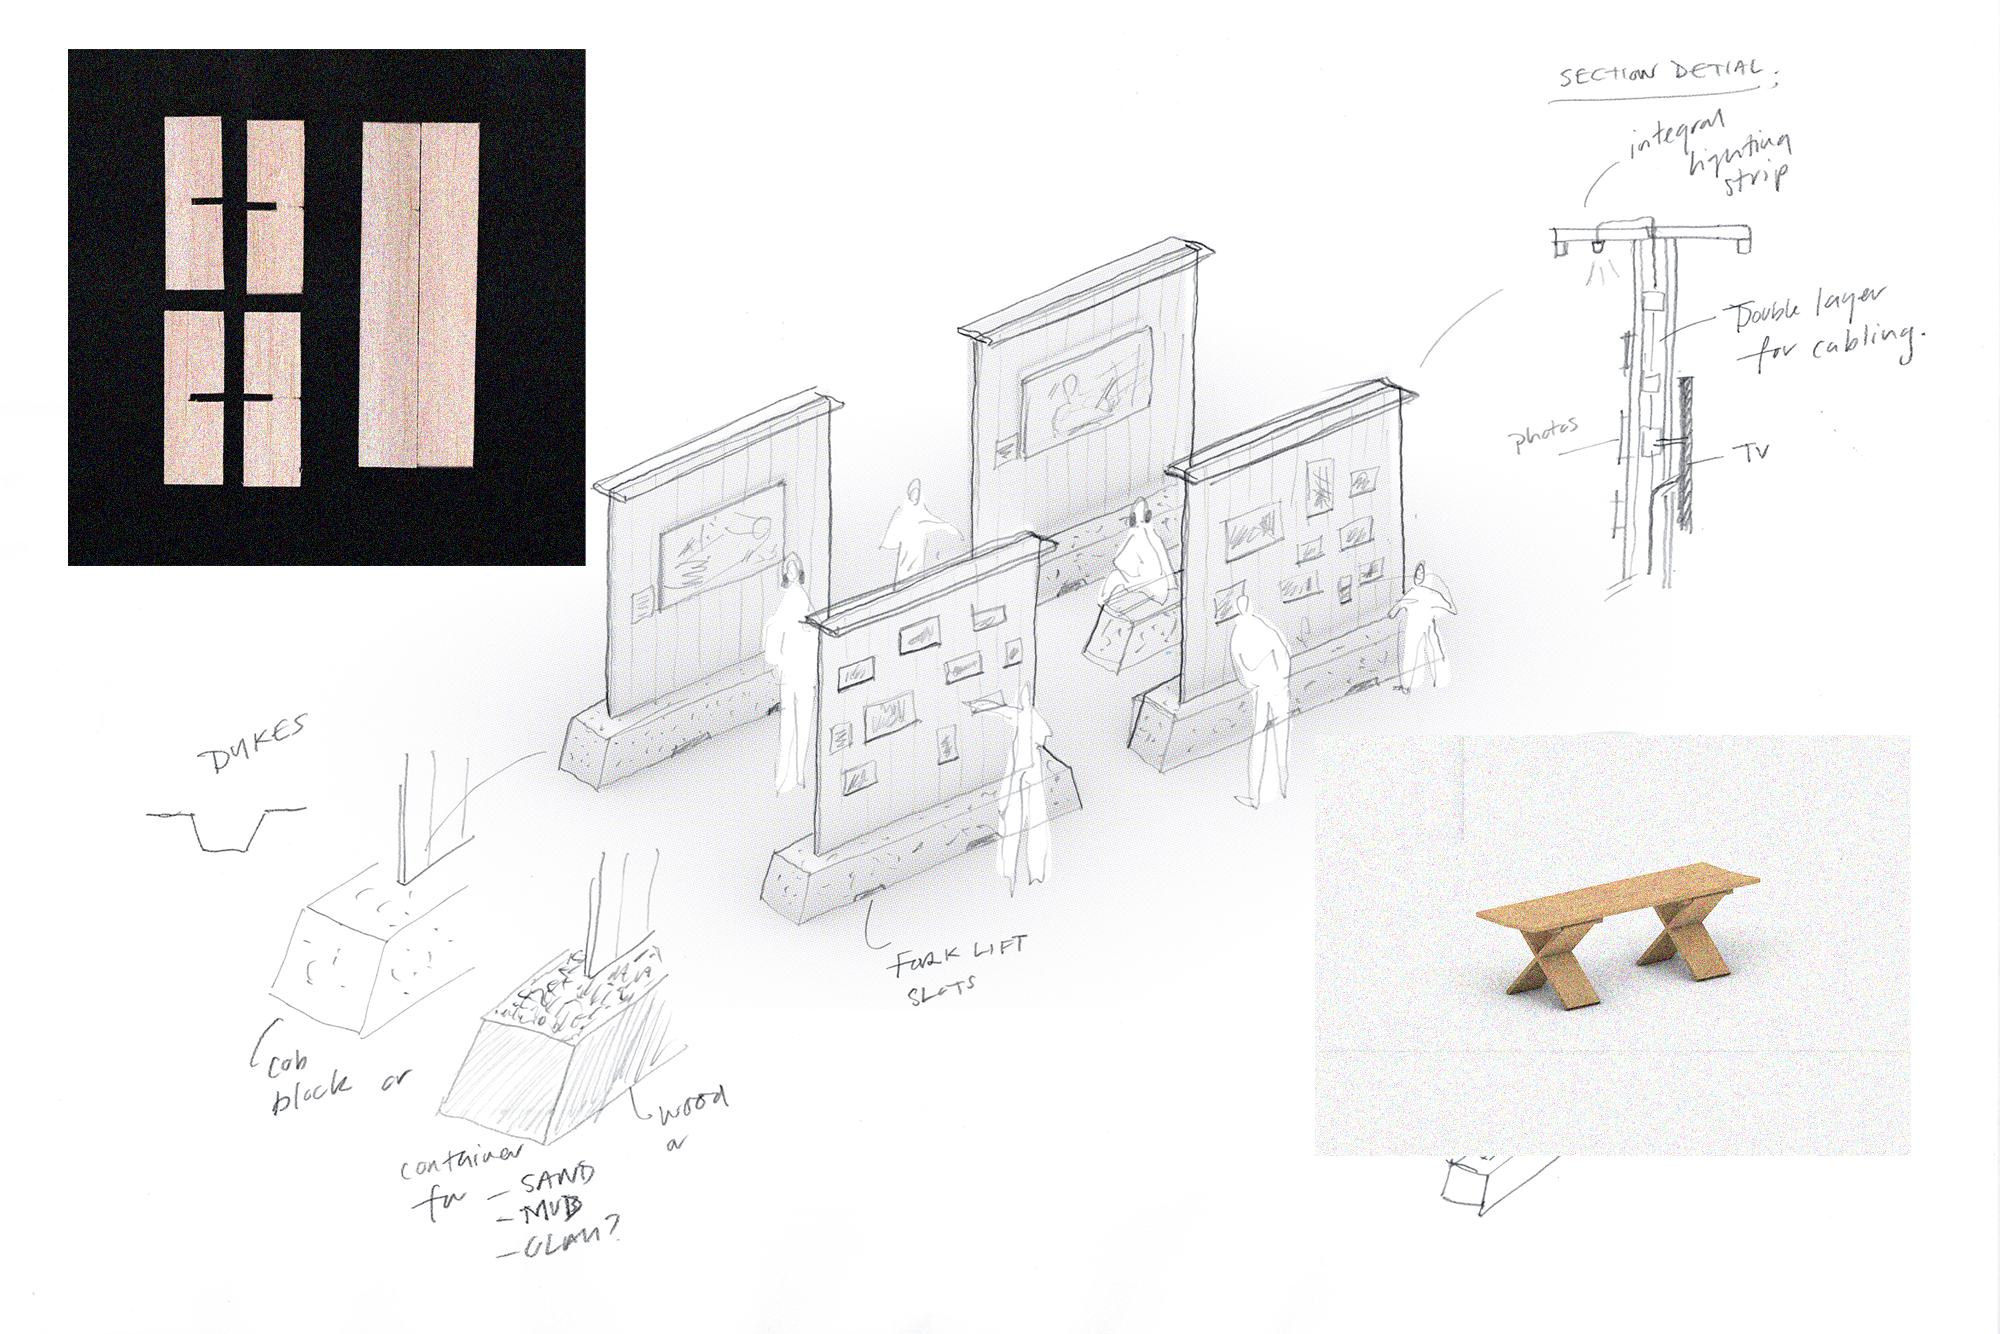 SECTION DETIAL;
integral
lighting
strip
Double layer
for cabling.
photos
TV
DYKES
FORK LIFT
SLOTS
cob
block or
wood
or
container
for - SAND
- MUD
- CLAY?